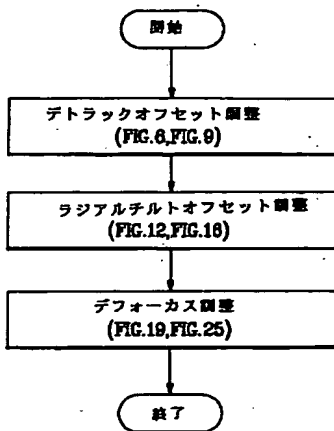 開始
デトラックオフセット調整
(FIG.6,FIG.9)
ラジアルチルトオフセット調整
(FIG.12,FIG.16)
デフォーカス調整
(FIG.19,FIG.25)
終了